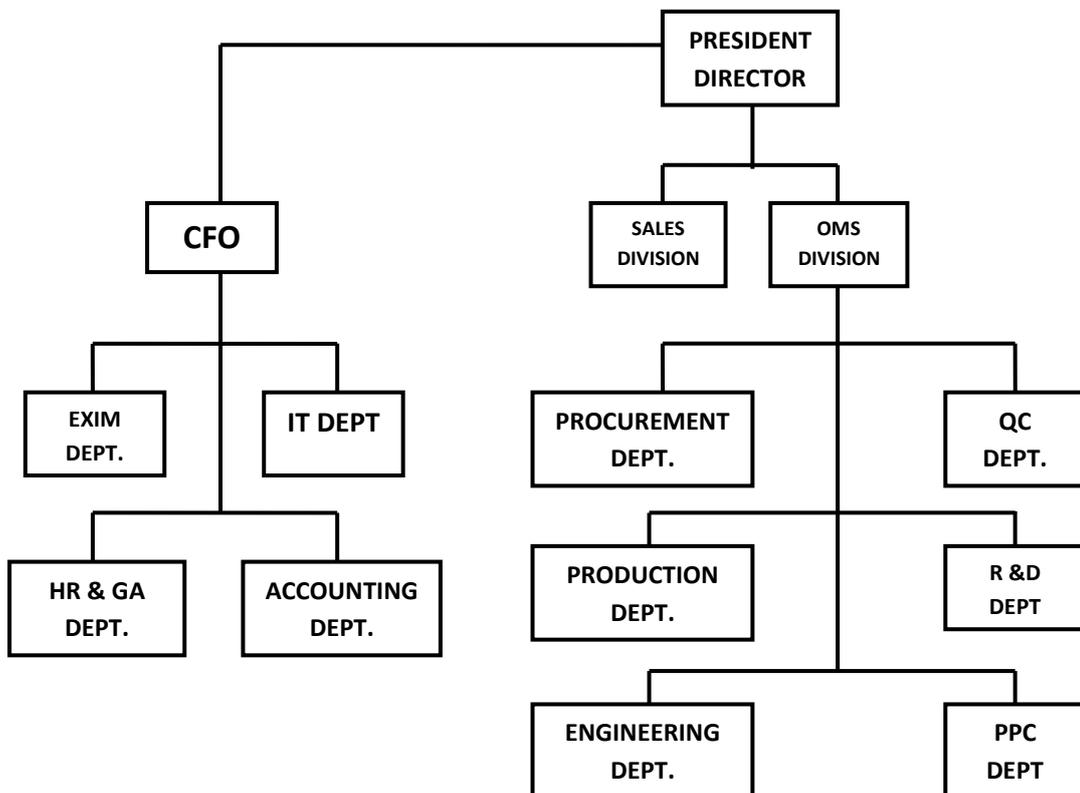 PRESIDENT
DIRECTOR
CFO
SALES
DIVISION
OMS
DIVISION
EXIM
DEPT.
IT DEPT
PROCUREMENT
DEPT.
QC
DEPT.
HR & GA
DEPT.
ACCOUNTING
DEPT.
PRODUCTION
DEPT.
R &D
DEPT
ENGINEERING
DEPT.
PPC
DEPT